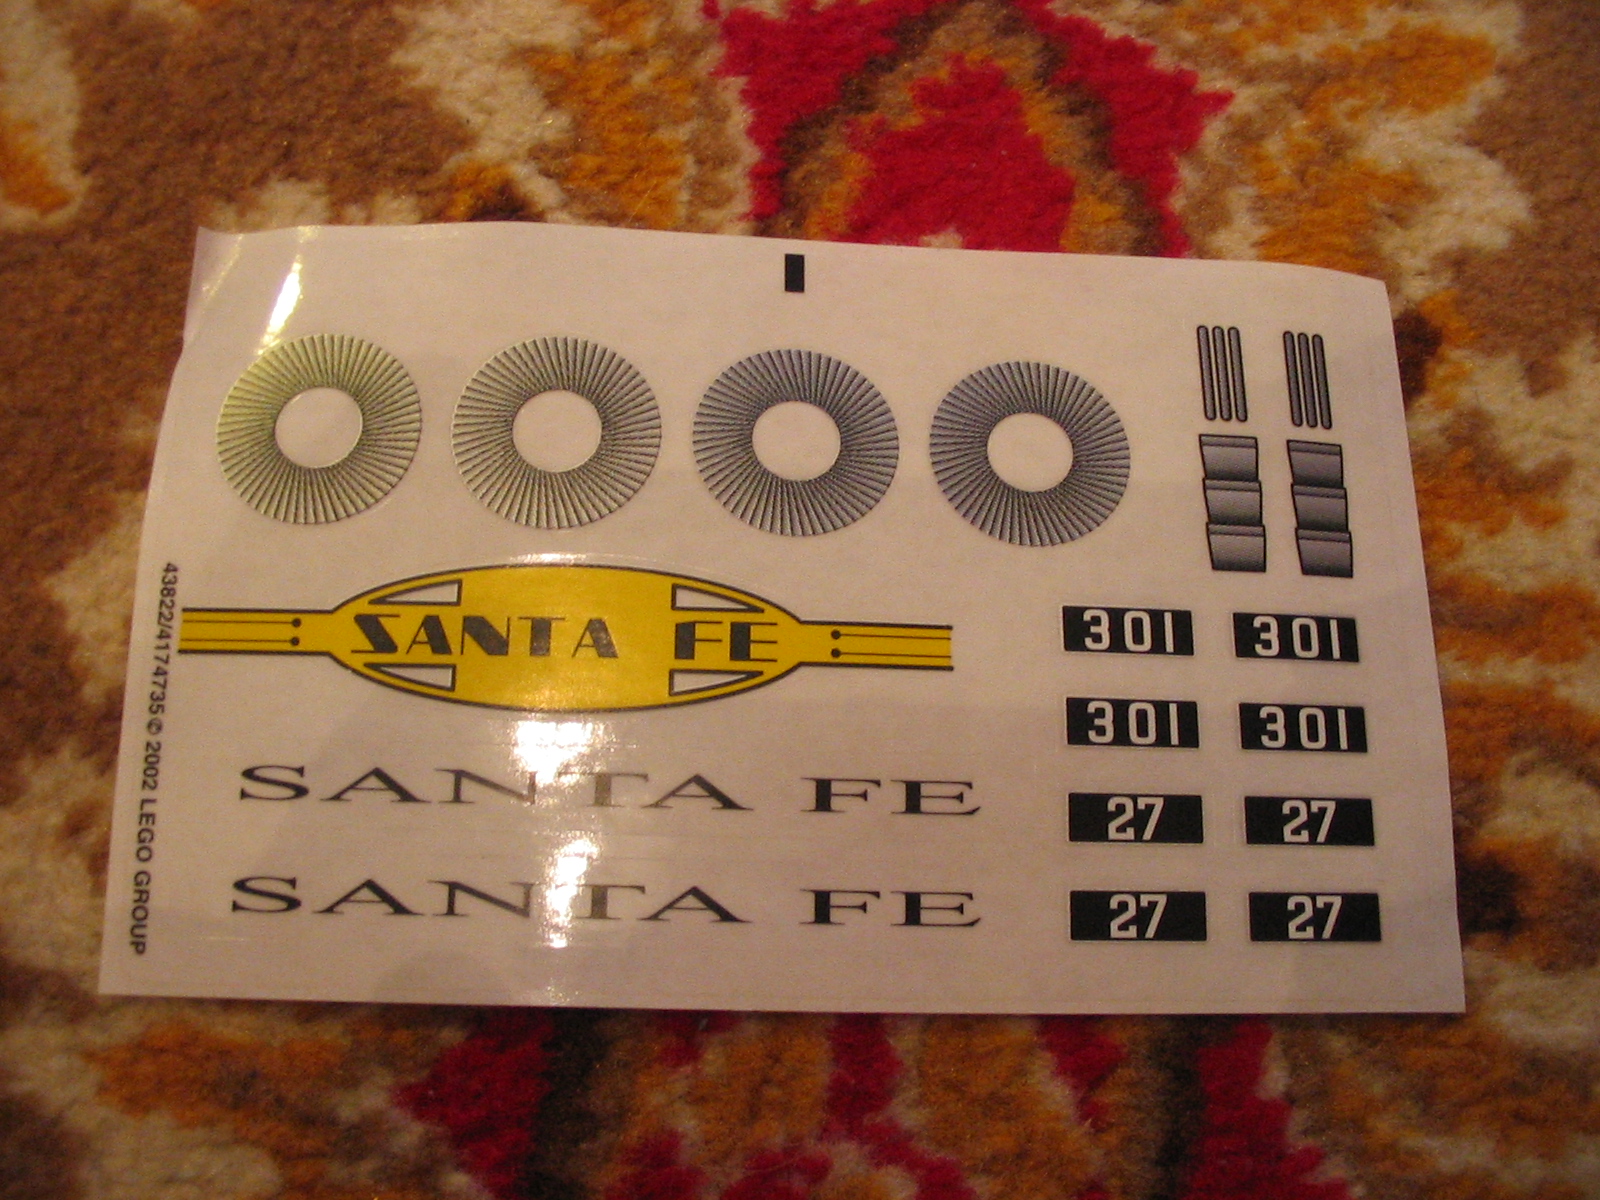 43822/4174735 © 2002 LEGO GROUP
SANTA FE
SANTA FE
SANTA FE
301 301
301 301
27 27
27 27